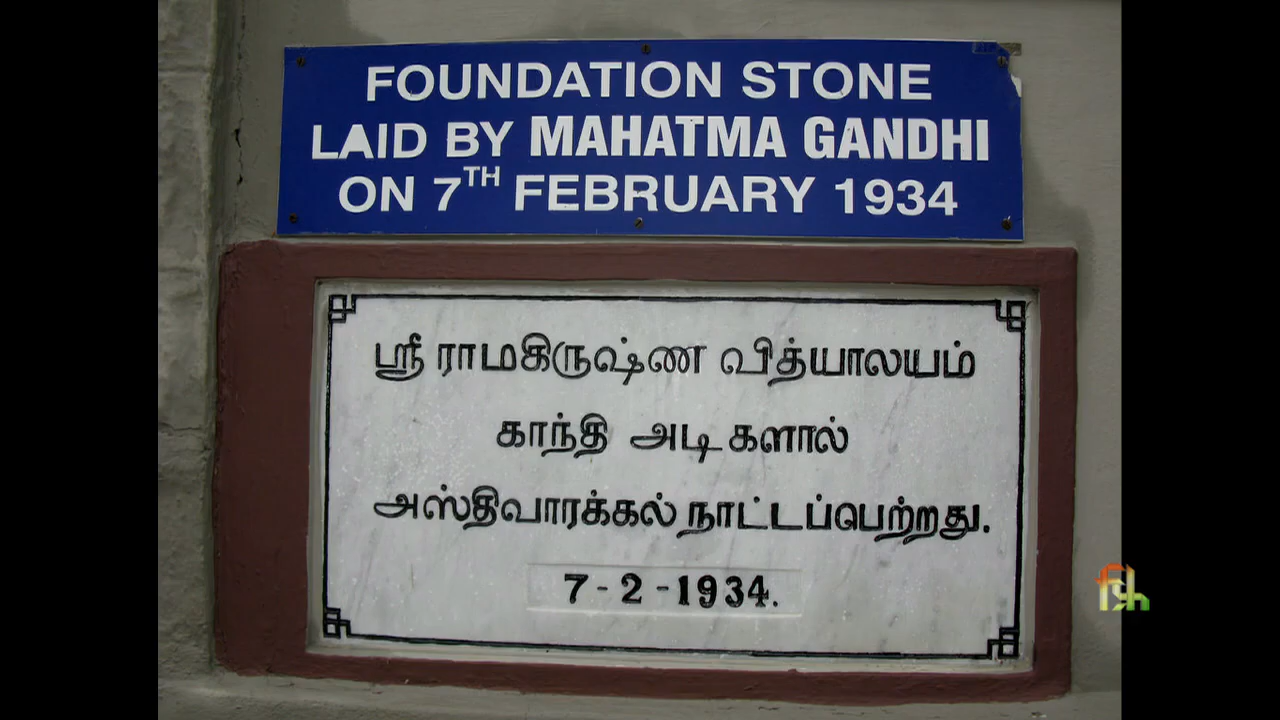 FOUNDATION STONE
LAID BY MAHATMA GANDHI
ON 7TH FEBRUARY 1934
ஸ்ரீ ராமகிருஷ்ண வித்யாலயம்
காந்தி அடிகளால்
அஸ்திவாரக்கல் நாட்டப்பெற்றது.
7-2-1934.